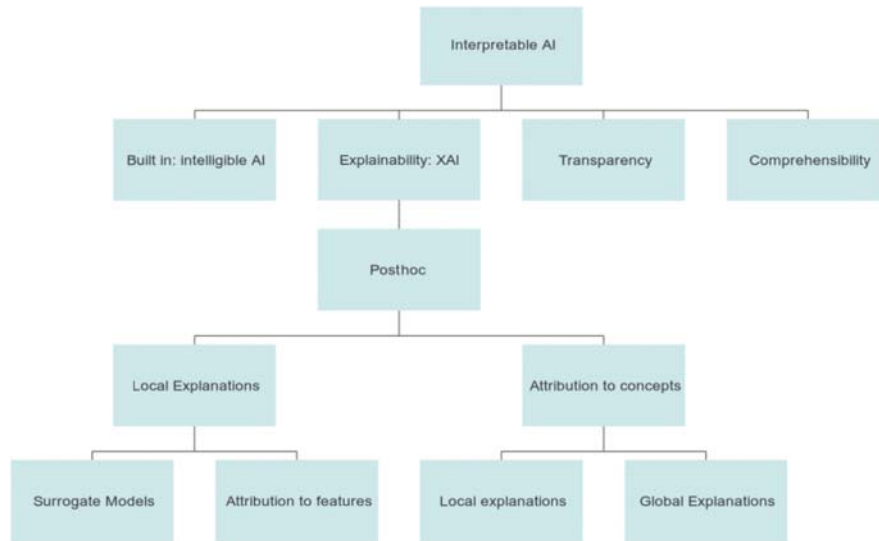 Interpretable AI
Built in: intelligible AI
Explainability: XAI
Transparency
Comprehensibility
Posthoc
Local Explanations
Attribution to concepts
Surrogate Models
Attribution to features
Local explanations
Global Explanations